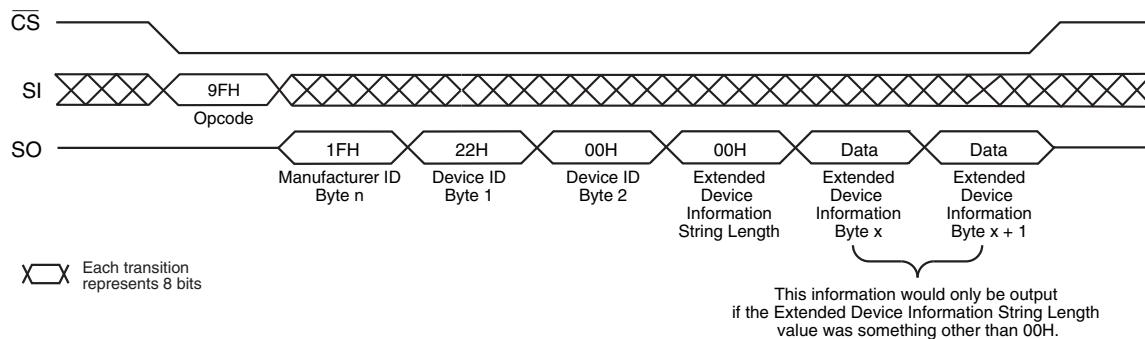 CS
SI
9FH
Opcode
SO
1FH
22H
00H
00H
Data
Data
Manufacturer ID
Byte n
Device ID
Byte 1
Device ID
Byte 2
Extended
Device
Information
String Length
Extended
Device
Information
Byte x
Extended
Device
Information
Byte x + 1
Each transition
represents 8 bits
This information would only be output
if the Extended Device Information String Length
value was something other than 00H.